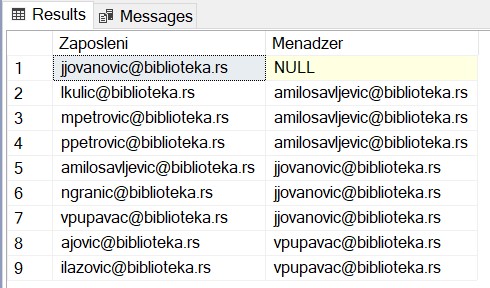 Results Messages
Zaposleni Menadzer
1 jjovanovic@biblioteka.rs NULL
2 lkulic@biblioteka.rs amilosavljevic@biblioteka.rs
3 mpetrovic@biblioteka.rs amilosavljevic@biblioteka.rs
4 ppetrovic@biblioteka.rs amilosavljevic@biblioteka.rs
5 amilosavljevic@biblioteka.rs jjovanovic@biblioteka.rs
6 ngranic@biblioteka.rs jjovanovic@biblioteka.rs
7 vpupavac@biblioteka.rs jjovanovic@biblioteka.rs
8 ajovic@biblioteka.rs vpupavac@biblioteka.rs
9 ilazovic@biblioteka.rs vpupavac@biblioteka.rs